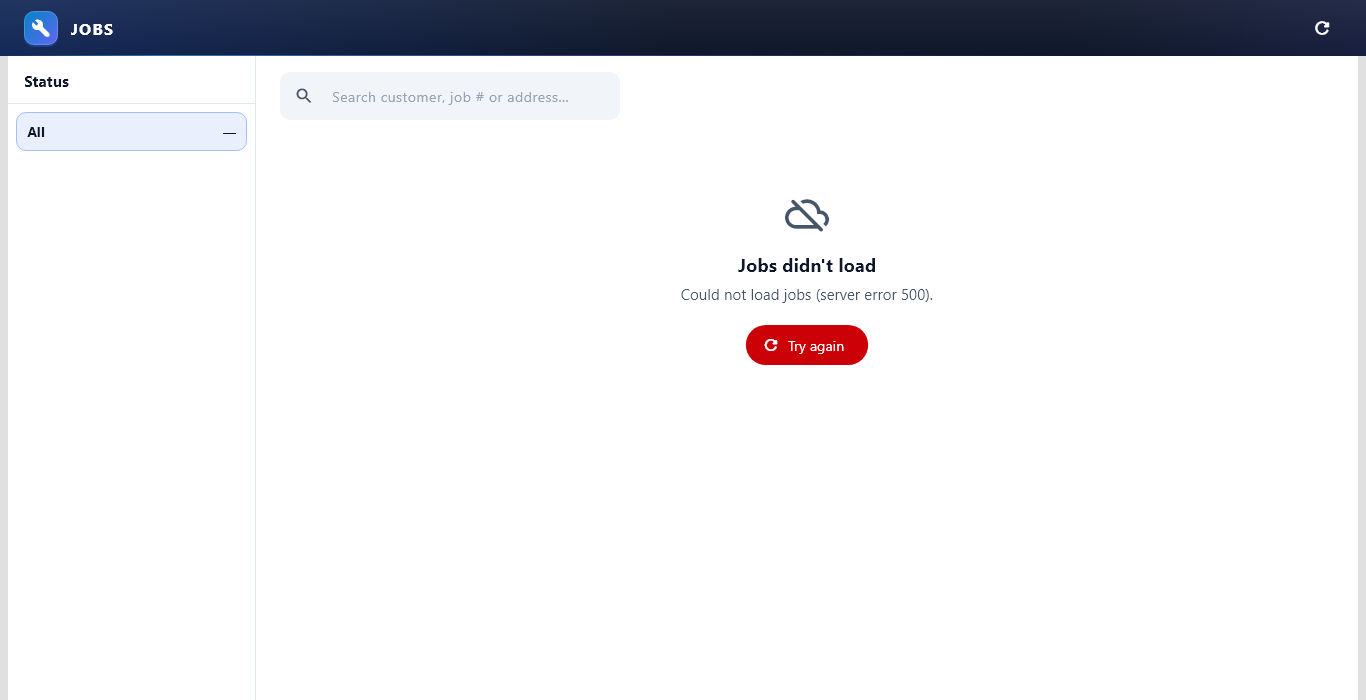 JOBS
Status
All —
Search customer, job # or address...
Jobs didn't load
Could not load jobs (server error 500).
Try again